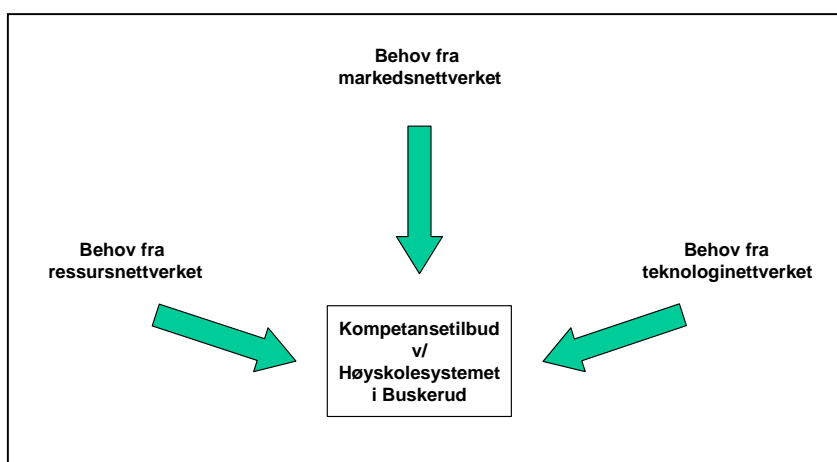 Behov fra
markedsnettverket
Behov fra
ressursnettverket
Behov fra
teknologinettverket
Kompetansetilbud
v/
Høyskolesystemet
i Buskerud